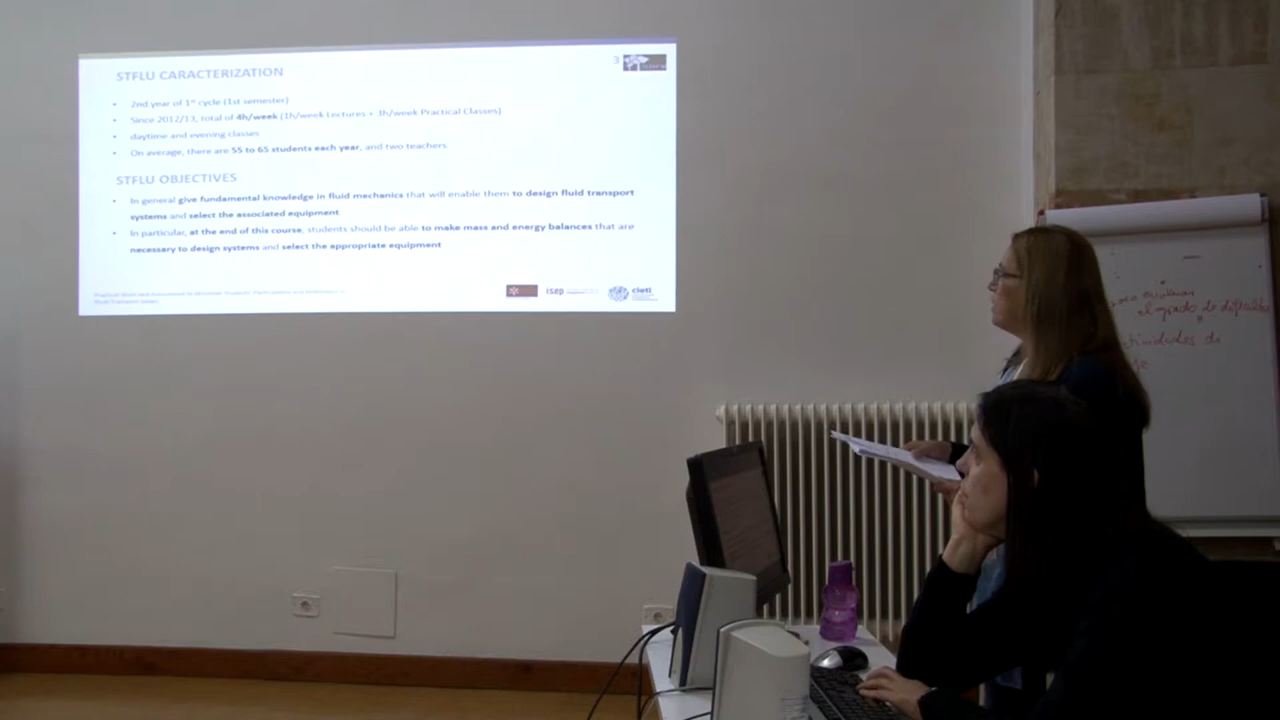 3
STFLU CARACTERIZATION
• 2nd year of 1st cycle (1st semester)
• Since 2012/13, total of 4h/week (1h/week Lectures + 3h/week Practical Classes)
• daytime and evening classes
• On average, there are 55 to 65 students each year, and two teachers
STFLU OBJECTIVES
• In general give fundamental knowledge in fluid mechanics that will enable them to design fluid transport
systems and select the associated equipment
• In particular, at the end of this course, students should be able to make mass and energy balances that are
necessary to design systems and select the appropriate equipment
isep
cieti
el grado de
de